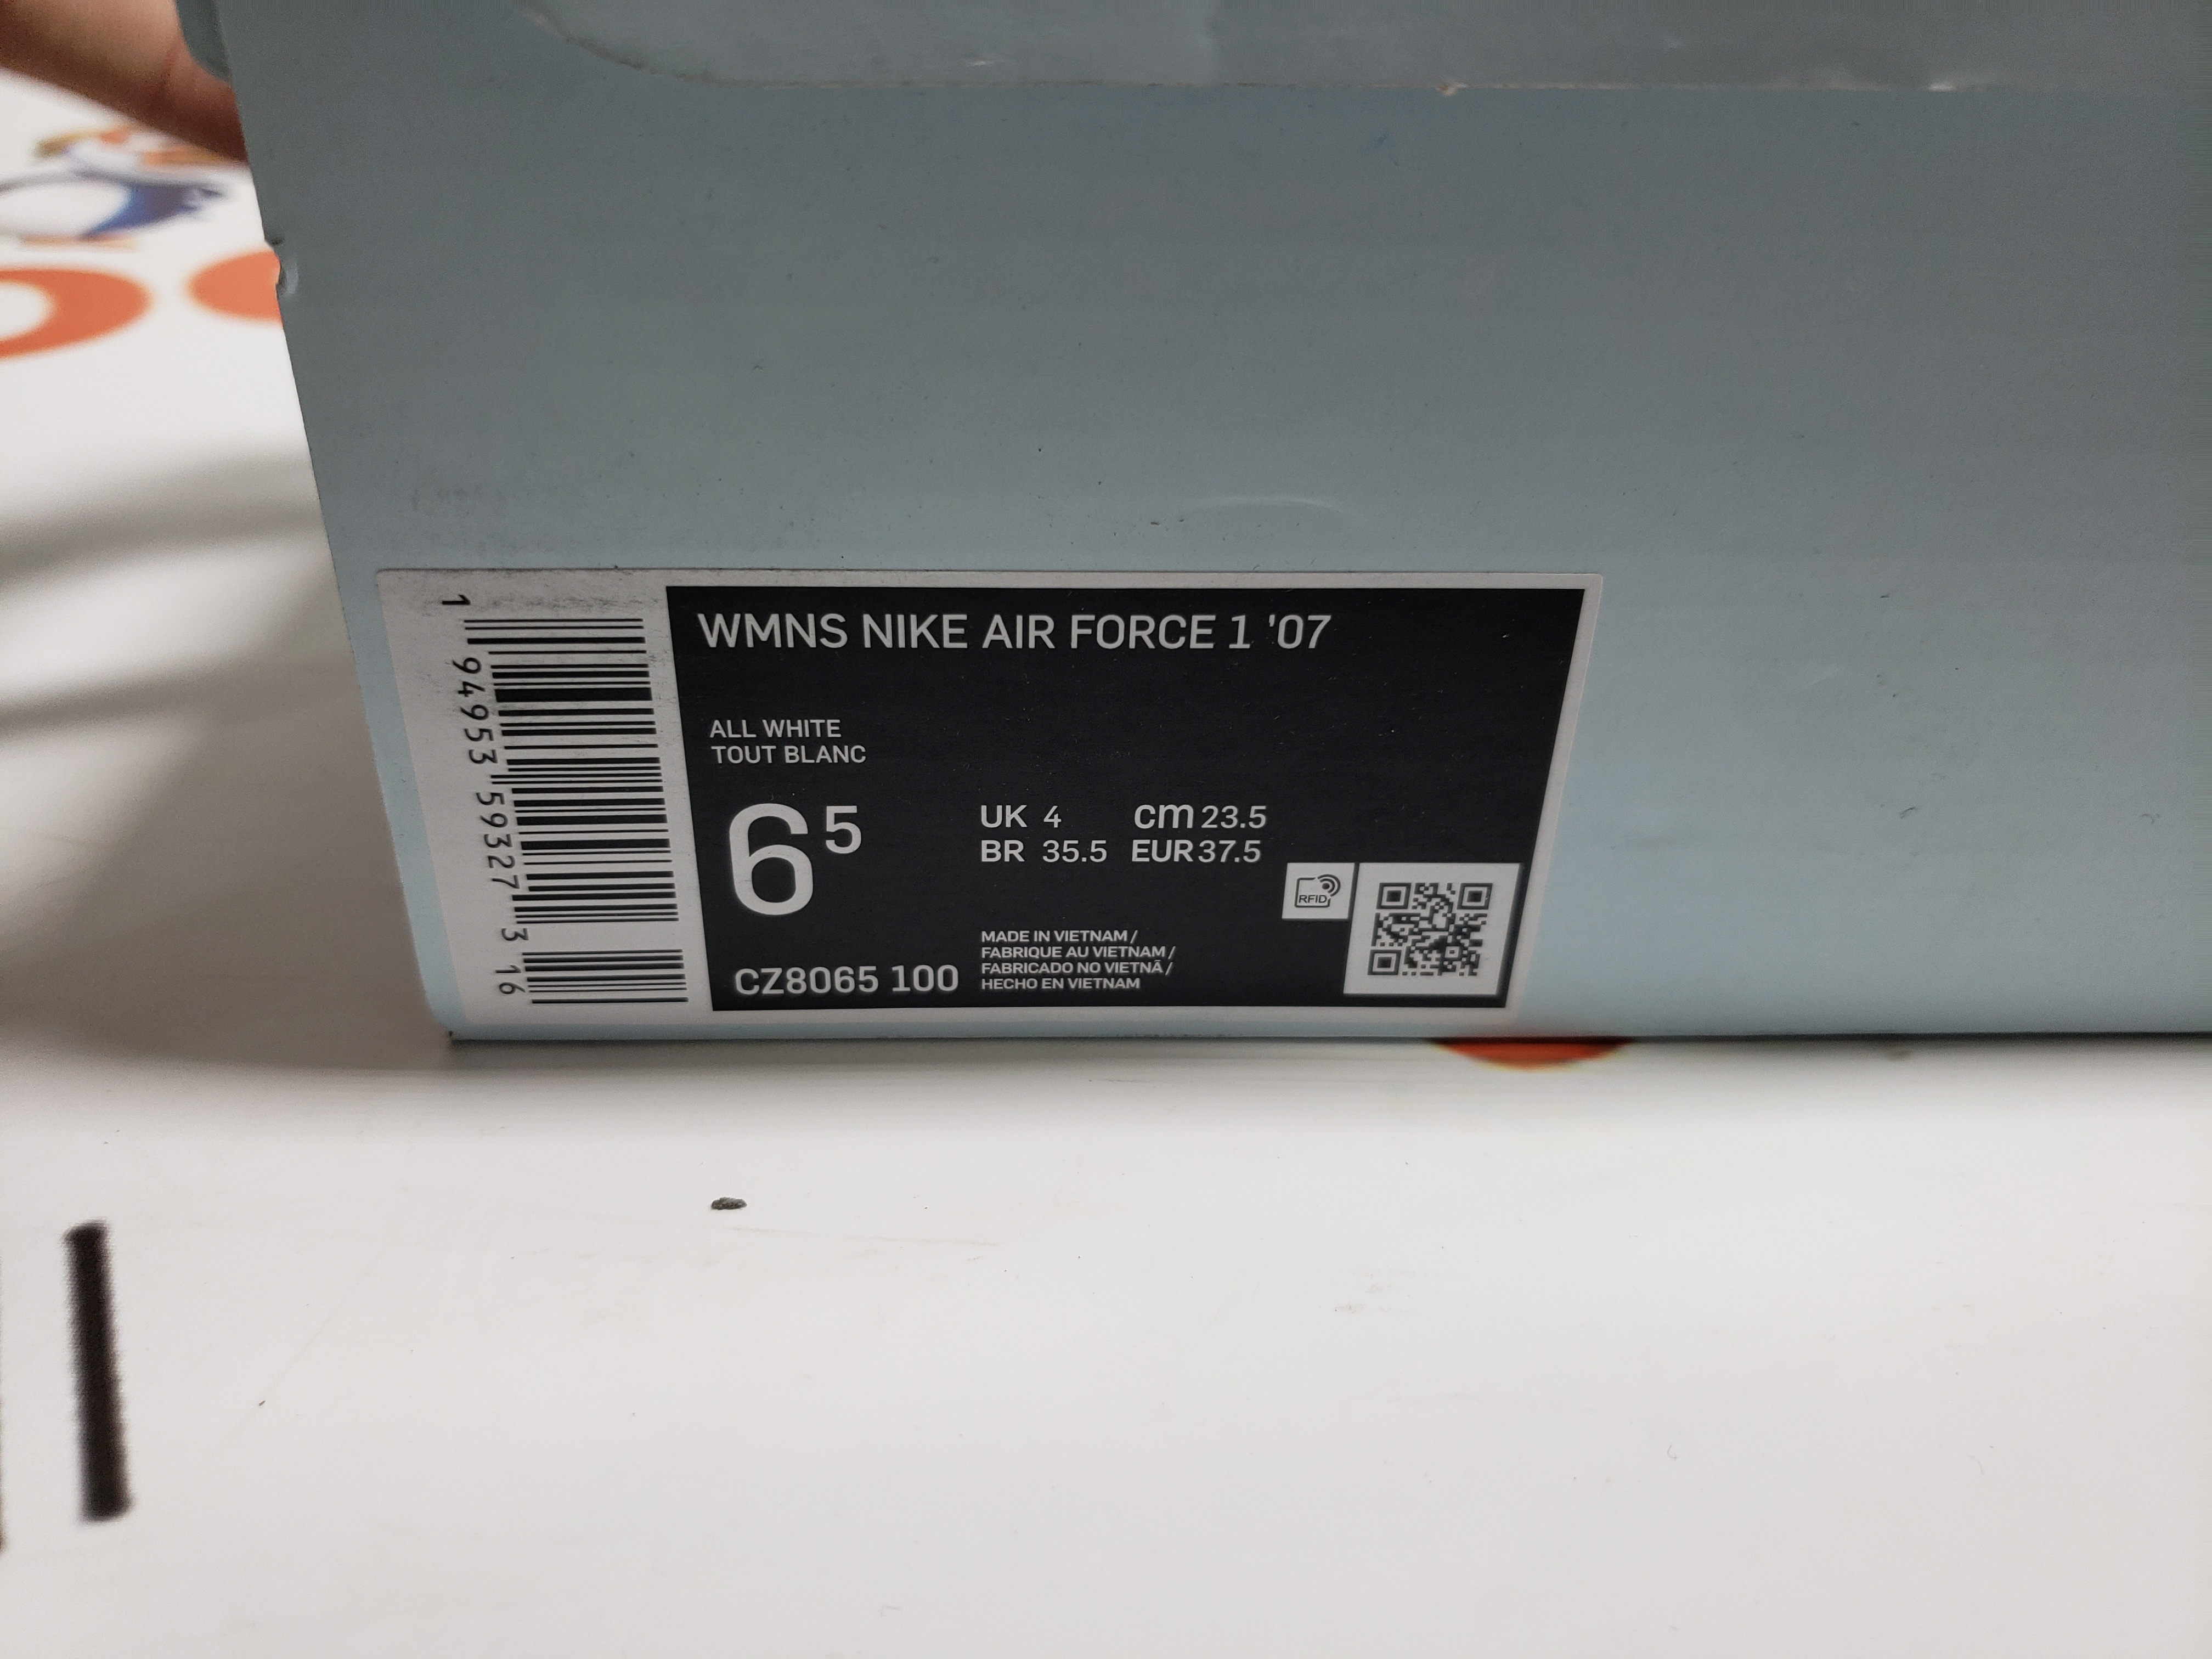 WMNS NIKE AIR FORCE 1 '07
ALL WHITE
TOUT BLANC
6 5
UK 4 cm 23.5
BR 35.5 EUR 37.5
RFID
MADE IN VIETNAM /
FABRIQUE AU VIETNAM /
FABRICADO NO VIETNÃ /
HECHO EN VIETNAM
CZ8065 100
1 94953 59327 3 16